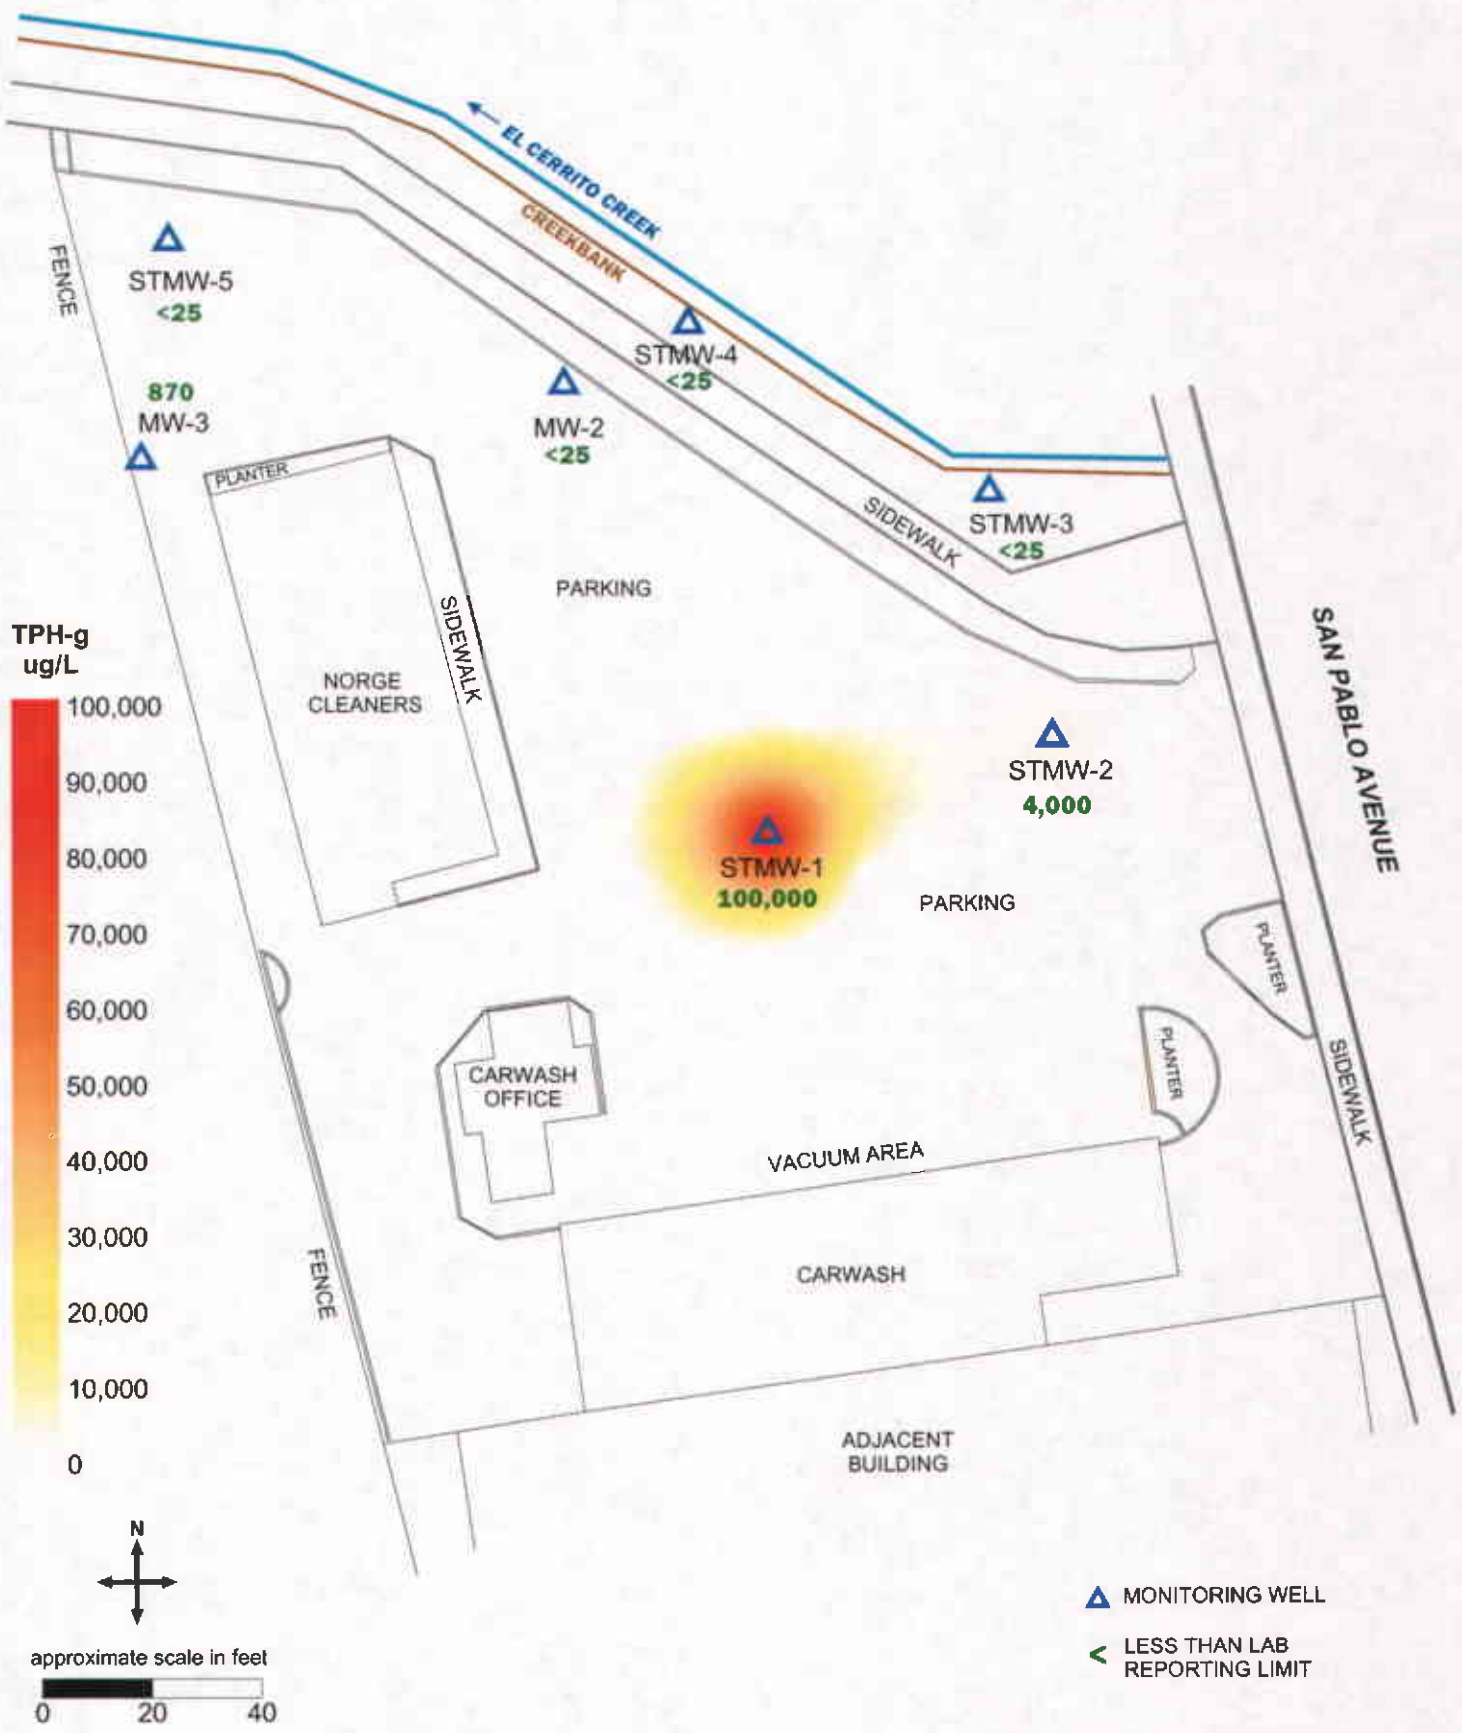 EL CERRITO CREEK
CREEKBANK
FENCE
STMW-5
<25
870
MW-3
STMW-4
<25
MW-2
<25
PLANTER
STMW-3
<25
SIDEWALK
PARKING
SIDEWALK
NORGE
CLEANERS
SAN PABLO AVENUE
TPH-g
ug/L
100,000
90,000
80,000
70,000
60,000
50,000
40,000
30,000
20,000
10,000
0
STMW-2
4,000
STMW-1
100,000
PARKING
PLANTER
PLANTER
SIDEWALK
CARWASH
OFFICE
VACUUM AREA
FENCE
CARWASH
ADJACENT
BUILDING
N
approximate scale in feet
0 20 40
MONITORING WELL
< LESS THAN LAB
REPORTING LIMIT